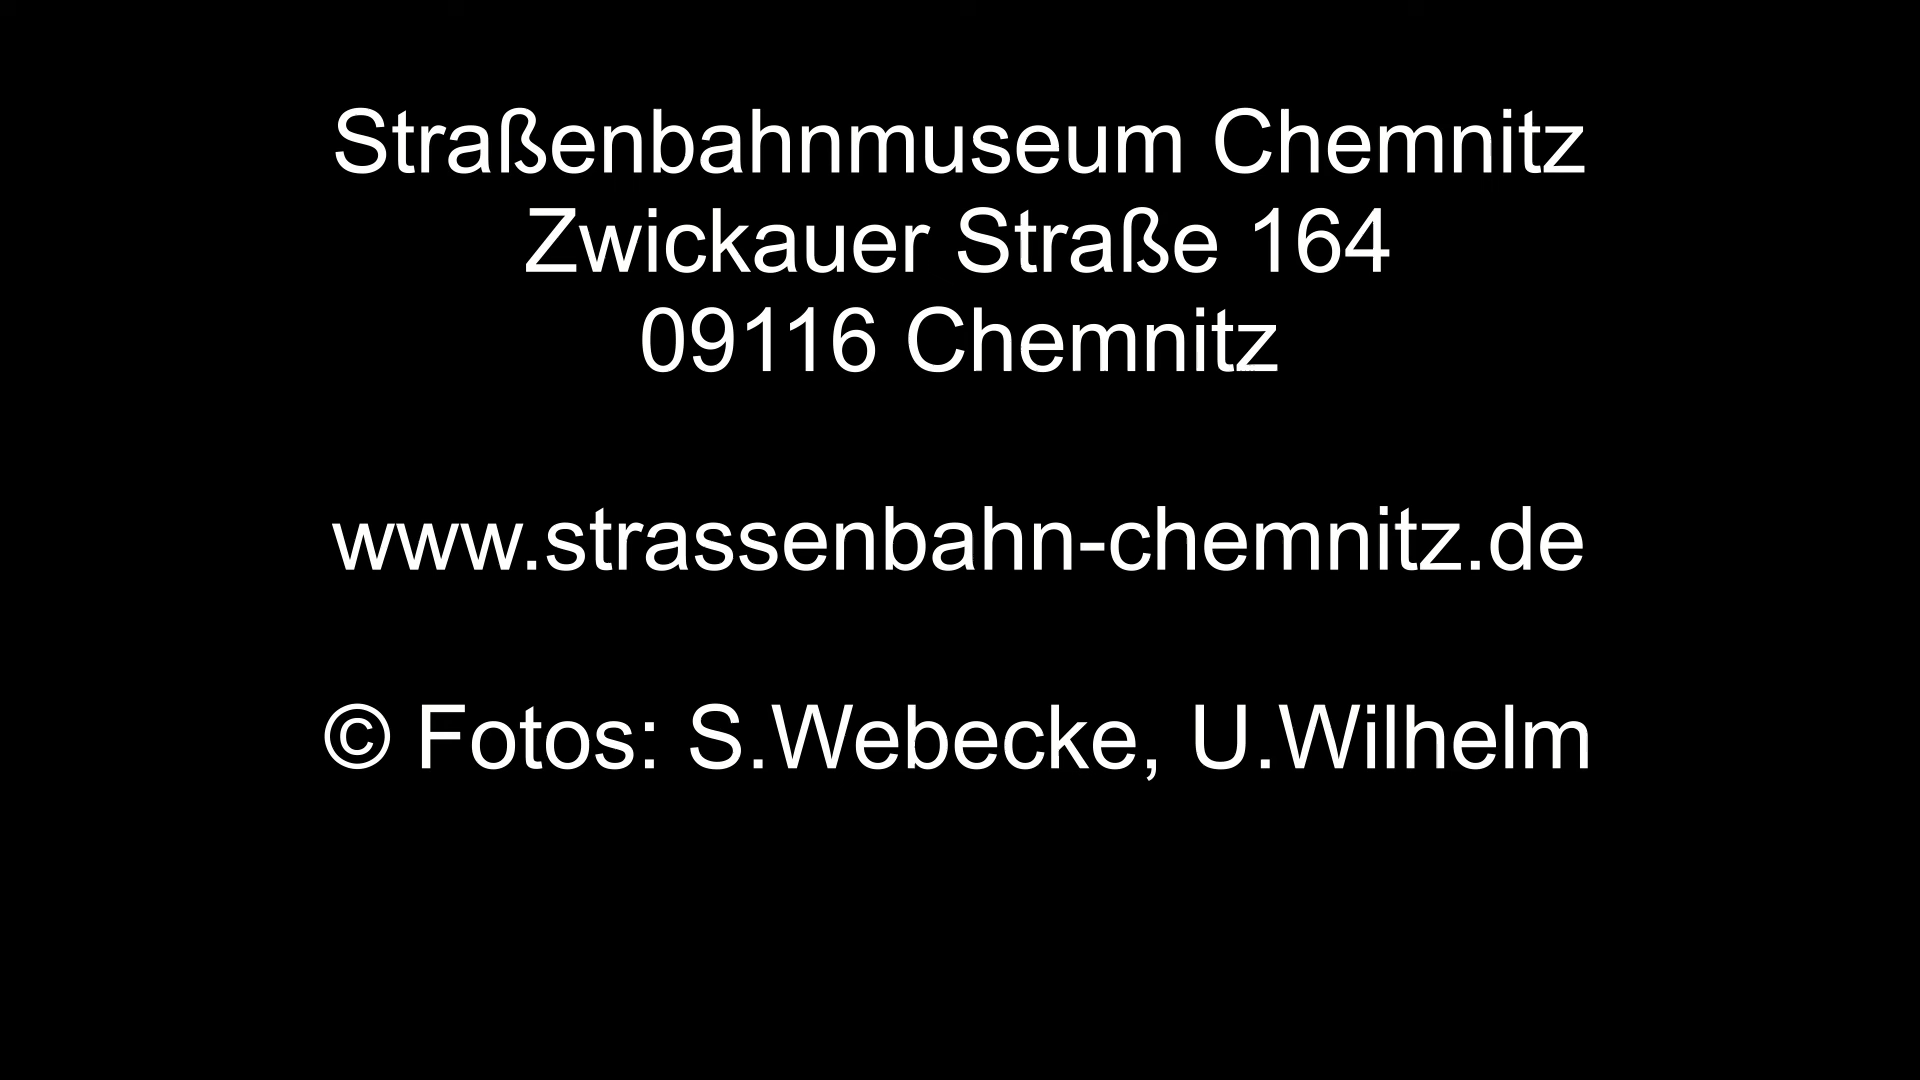 Straßenbahnmuseum Chemnitz
Zwickauer Straße 164
09116 Chemnitz
www.strassenbahn-chemnitz.de
© Fotos: S.Webecke, U.Wilhelm